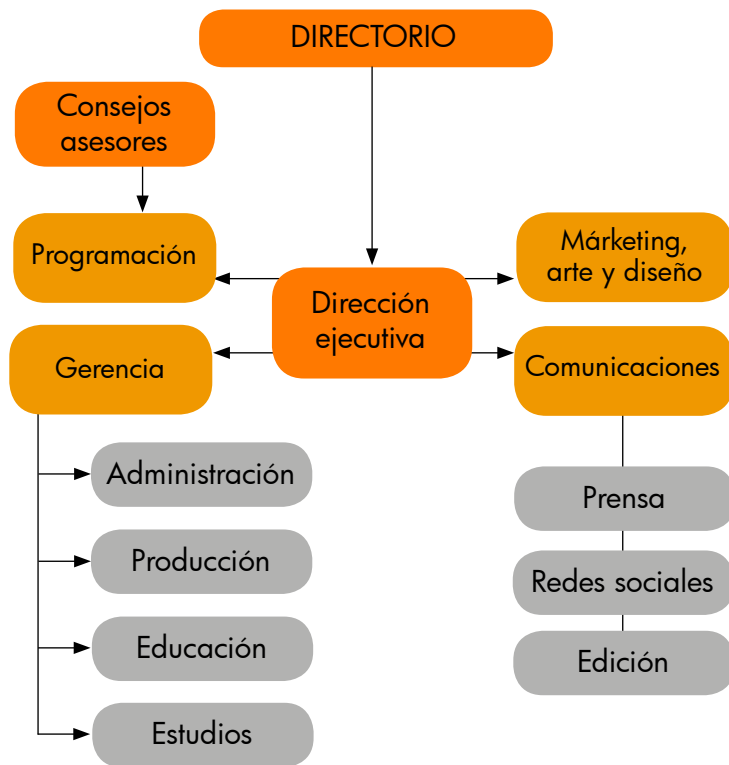 DIRECTORIO
Consejos
asesores
Programación
Márketing,
arte y diseño
Dirección
ejecutiva
Gerencia
Comunicaciones
Administración
Producción
Educación
Estudios
Prensa
Redes sociales
Edición